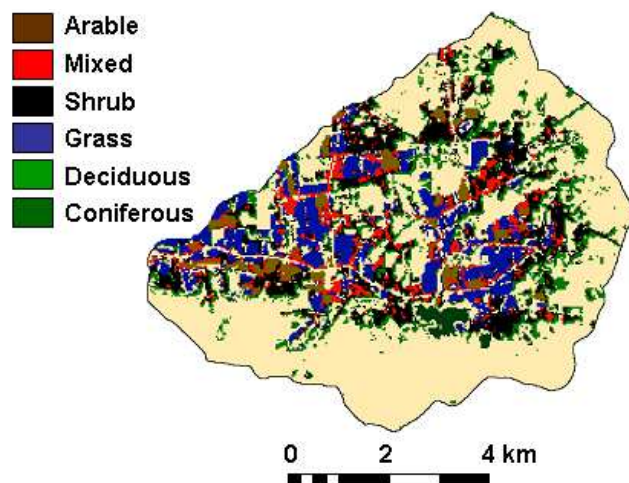 Arable
Mixed
Shrub
Grass
Deciduous
Coniferous
0 2 4 km